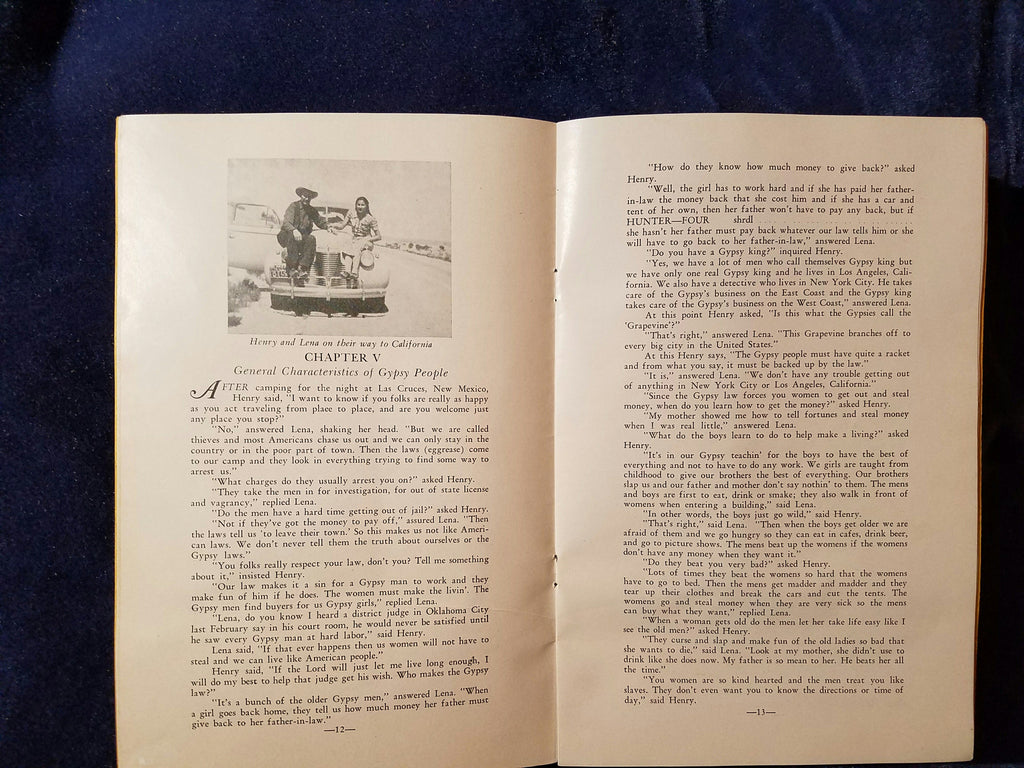 Henry and Lena on their way to California
CHAPTER V
General Characteristics of Gypsy People
AFTER camping for the night at Las Cruces, New Mexico,
Henry said, "I want to know if you folks are really as happy
as you act traveling from place to place, and are you welcome just
any place you stop?"
"No," answered Lena, shaking her head. "But we are called
thieves and most Americans chase us out and we can only stay in the
country or in the poor part of town. Then the laws (eggrease) come
to our camp and they look in everything trying to find some way to
arrest us."
"What charges do they usually arrest you on?" asked Henry.
"They take the men in for investigation, for out of state license
and vagrancy," replied Lena.
"Do the men have a hard time getting out of jail?" asked Henry.
"Not if they've got the money to pay off," assured Lena. "Then
the laws tell us 'to leave their town.' So this makes us not like Ameri-
can laws. We don't never tell them the truth about ourselves or the
Gypsy laws."
"You folks really respect your law, don't you? Tell me something
about it," insisted Henry.
"Our law makes it a sin for a Gypsy man to work and they
make fun of him if he does. The women must make the livin'. The
Gypsy men find buyers for us Gypsy girls," replied Lena.
"Lena, do you know I heard a district judge in Oklahoma City
last February say in his court room, he would never be satisfied until
he saw every Gypsy man at hard labor," said Henry.
Lena said, "If that ever happens then us women will not have to
steal and we can live like American people."
Henry said, "If the Lord will just let me live long enough, I
will do my best to help that judge get his wish. Who makes the Gypsy
law?"
"It's a bunch of the older Gypsy men," answered Lena. "When
a girl goes back home, they tell us how much money her father must
give back to her father-in-law."
—12—
"How do they know how much money to give back?" asked
Henry.
"Well, the girl has to work hard and if she has paid her father-
in-law the money back that she cost him and if she has a car and
tent of her own, then her father won't have to pay any back, but if
HUNTER—FOUR shrdl
she hasn't her father must pay back whatever our law tells him or she
will have to go back to her father-in-law," answered Lena.
"Do you have a Gypsy king?" inquired Henry.
"Yes, we have a lot of men who call themselves Gypsy king but
we have only one real Gypsy king and he lives in Los Angeles, Cali-
fornia. We also have a detective who lives in New York City. He takes
care of the Gypsy's business on the East Coast and the Gypsy king
takes care of the Gypsy's business on the West Coast," answered Lena.
At this point Henry asked, "Is this what the Gypsies call the
'Grapevine'?"
"That's right," answered Lena. "This Grapevine branches off to
every big city in the United States."
At this Henry says, "The Gypsy people must have quite a racket
and from what you say, it must be backed up by the law."
"It is," answered Lena. "We don't have any trouble getting out
of anything in New York City or Los Angeles, California."
"Since the Gypsy law forces you women to get out and steal
money, when do you learn how to get the money?" asked Henry.
"My mother showed me how to tell fortunes and steal money
when I was real little," answered Lena.
"What do the boys learn to do to help make a living?" asked
Henry.
"It's in our Gypsy teachin' for the boys to have the best of
everything and not to have to do any work. We girls are taught from
childhood to give our brothers the best of everything. Our brothers
slap us and our father and mother don't say nothin' to them. The mens
and boys are first to eat, drink or smake; they also walk in front of
womens when entering a building," said Lena.
"In other words, the boys just go wild," said Henry.
"That's right," said Lena. "Then when the boys get older we are
afraid of them and we go hungry so they can eat in cafes, drink beer,
and go to picture shows. The mens beat up the womens if the womens
don't have any money when they want it."
"Do they beat you very bad?" asked Henry.
"Lots of times they beat the womens so hard that the womens
have to go to bed. Then the mens get madder and madder and they
tear up their clothes and break the cars and cut the tents. The
womens go and steal money when they are very sick so the mens
can buy what they want," replied Lena.
"When a woman gets old do the men let her take life easy like I
see the old men?" asked Henry.
"They curse and slap and make fun of the old ladies so bad that
she wants to die," said Lena. "Look at my mother, she didn't use to
drink like she does now. My father is so mean to her. He beats her all
the time."
"You women are so kind hearted and the men treat you like
slaves. They don't even want you to know the directions or time of
day," said Henry.
—13—